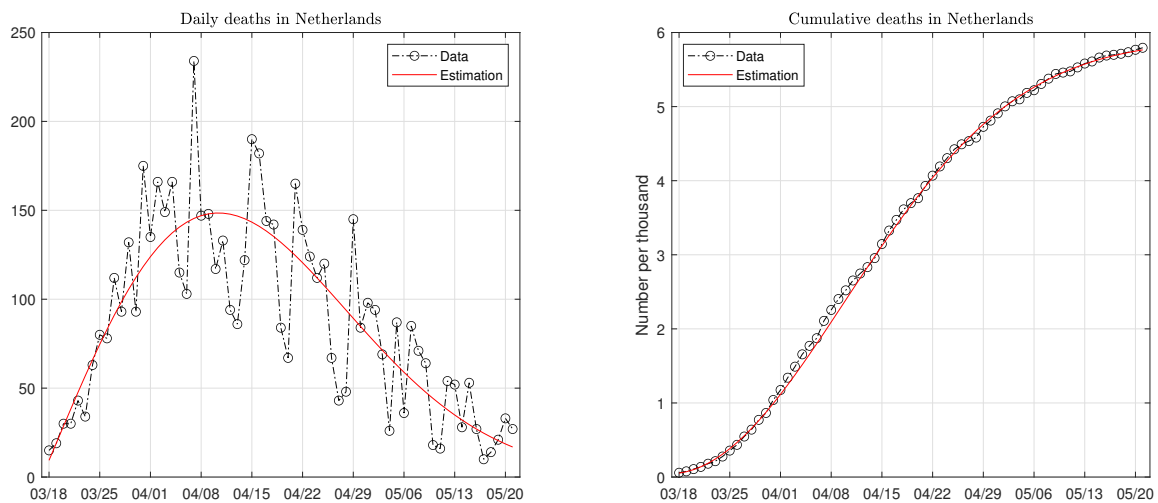 Daily deaths in Netherlands
250
200
150
100
50
0
03/18 03/25 04/01 04/08 04/15 04/22 04/29 05/06 05/13 05/20
Data
Estimation
Cumulative deaths in Netherlands
Number per thousand
6
5
4
3
2
1
0
03/18 03/25 04/01 04/08 04/15 04/22 04/29 05/06 05/13 05/20
Data
Estimation